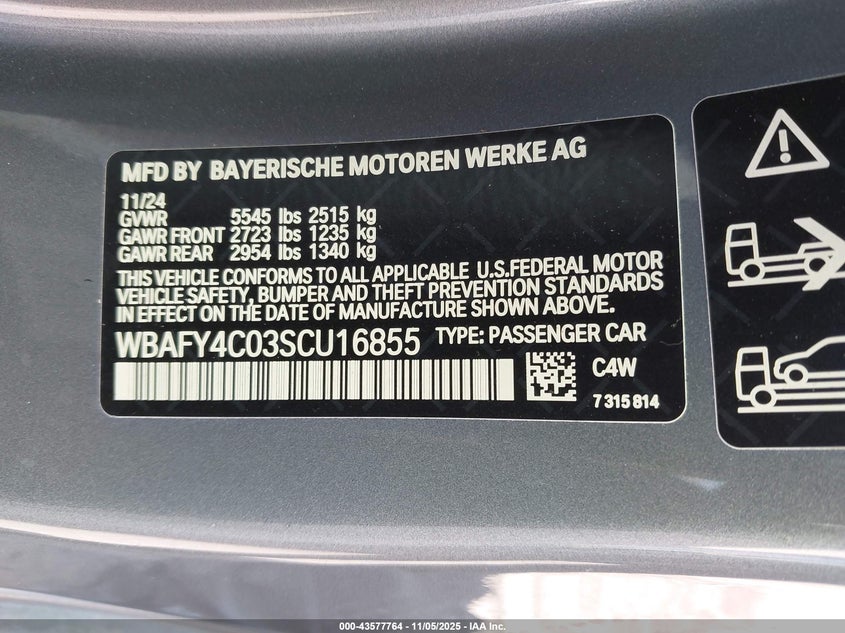 MFD BY BAYERISCHE MOTOREN WERKE AG
11/24
GVWR 5545 lbs 2515 kg
GAWR FRONT 2723 lbs 1235 kg
GAWR REAR 2954 lbs 1340 kg
THIS VEHICLE CONFORMS TO ALL APPLICABLE U.S.FEDERAL MOTOR
VEHICLE SAFETY, BUMPER AND THEFT PREVENTION STANDARDS
IN EFFECT ON THE DATE OF MANUFACTURE SHOWN ABOVE.
WBAFY4C03SCU16855 TYPE: PASSENGER CAR
C4W
7 315 814
000-43577764 - 11/05/2025 - IAA Inc.